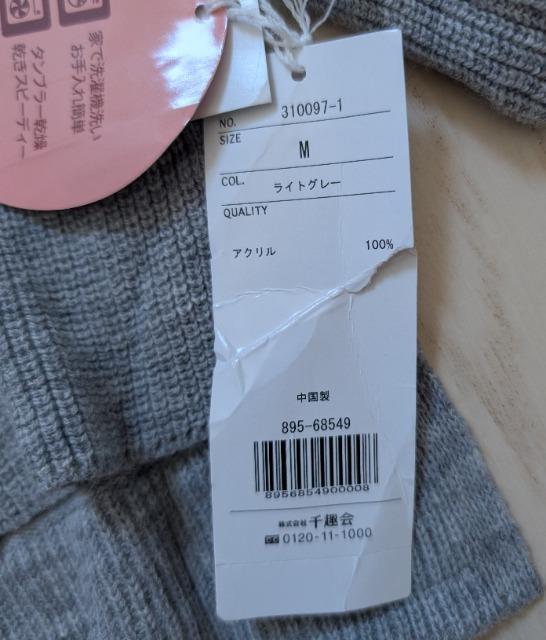 家で洗濯機洗い
お手入れ簡単
タンブラー乾燥
乾きスピーディー
NO. 310097-1
SIZE M
COL. ライトグレー
QUALITY
アクリル 100%
中国製
895-68549
8956854900008
株式会社 千趣会
0120-11-1000